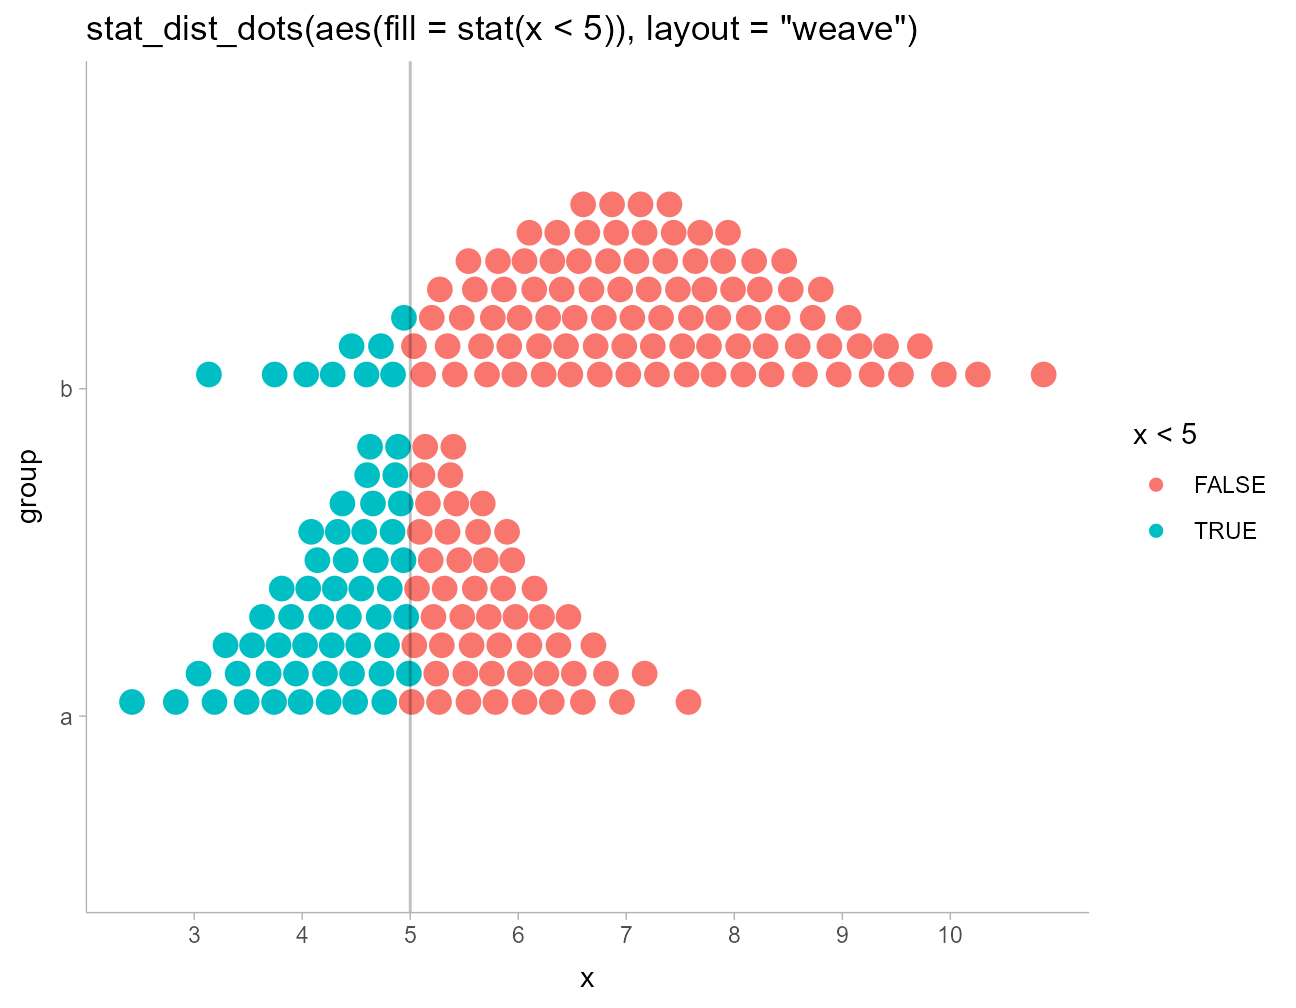 stat_dist_dots(aes(fill = stat(x < 5)), layout = "weave")
b
a
group
3 4 5 6 7 8 9 10
x
x < 5
FALSE
TRUE